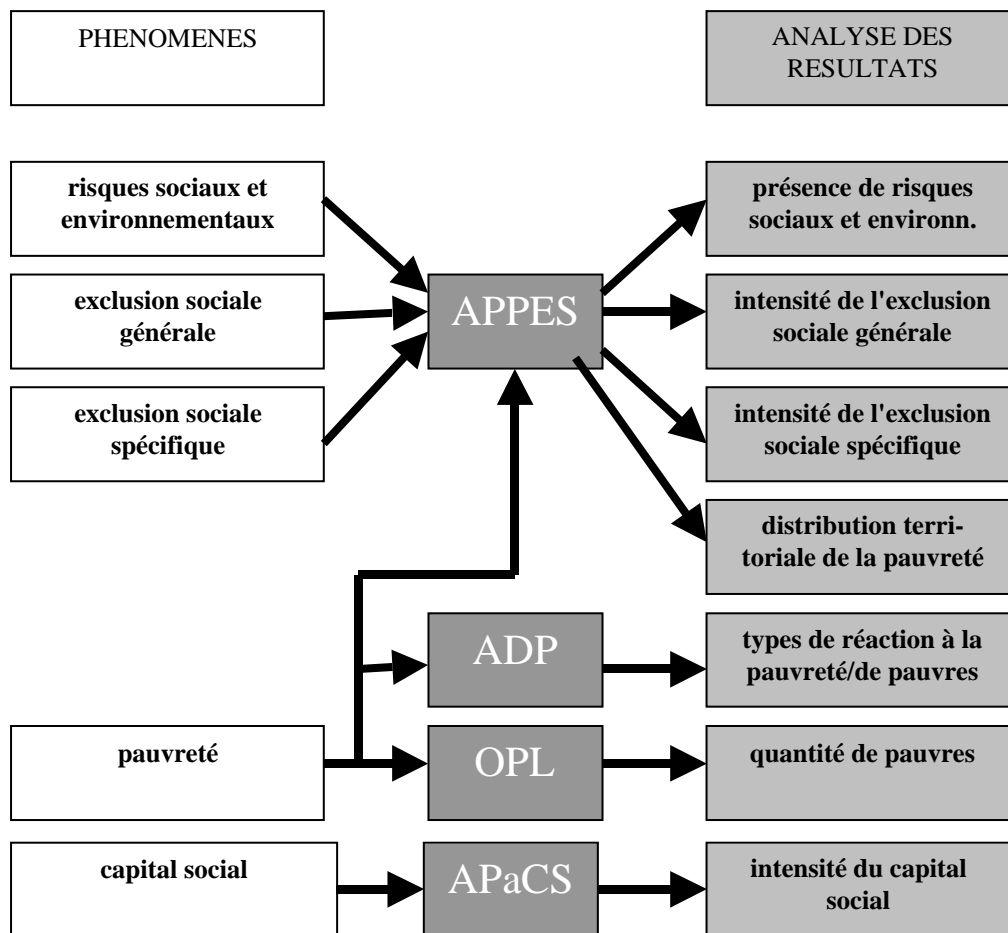 PHENOMENES
ANALYSE DES
RESULTATS
risques sociaux et
environnementaux
présence de risques
sociaux et environn.
exclusion sociale
générale
APPES
intensité de l'exclusion
sociale générale
exclusion sociale
spécifique
intensité de l'exclusion
sociale spécifique
distribution terri-
toriale de la pauvreté
ADP
types de réaction à la
pauvreté/de pauvres
pauvreté
OPL
quantité de pauvres
capital social
APaCS
intensité du capital
social